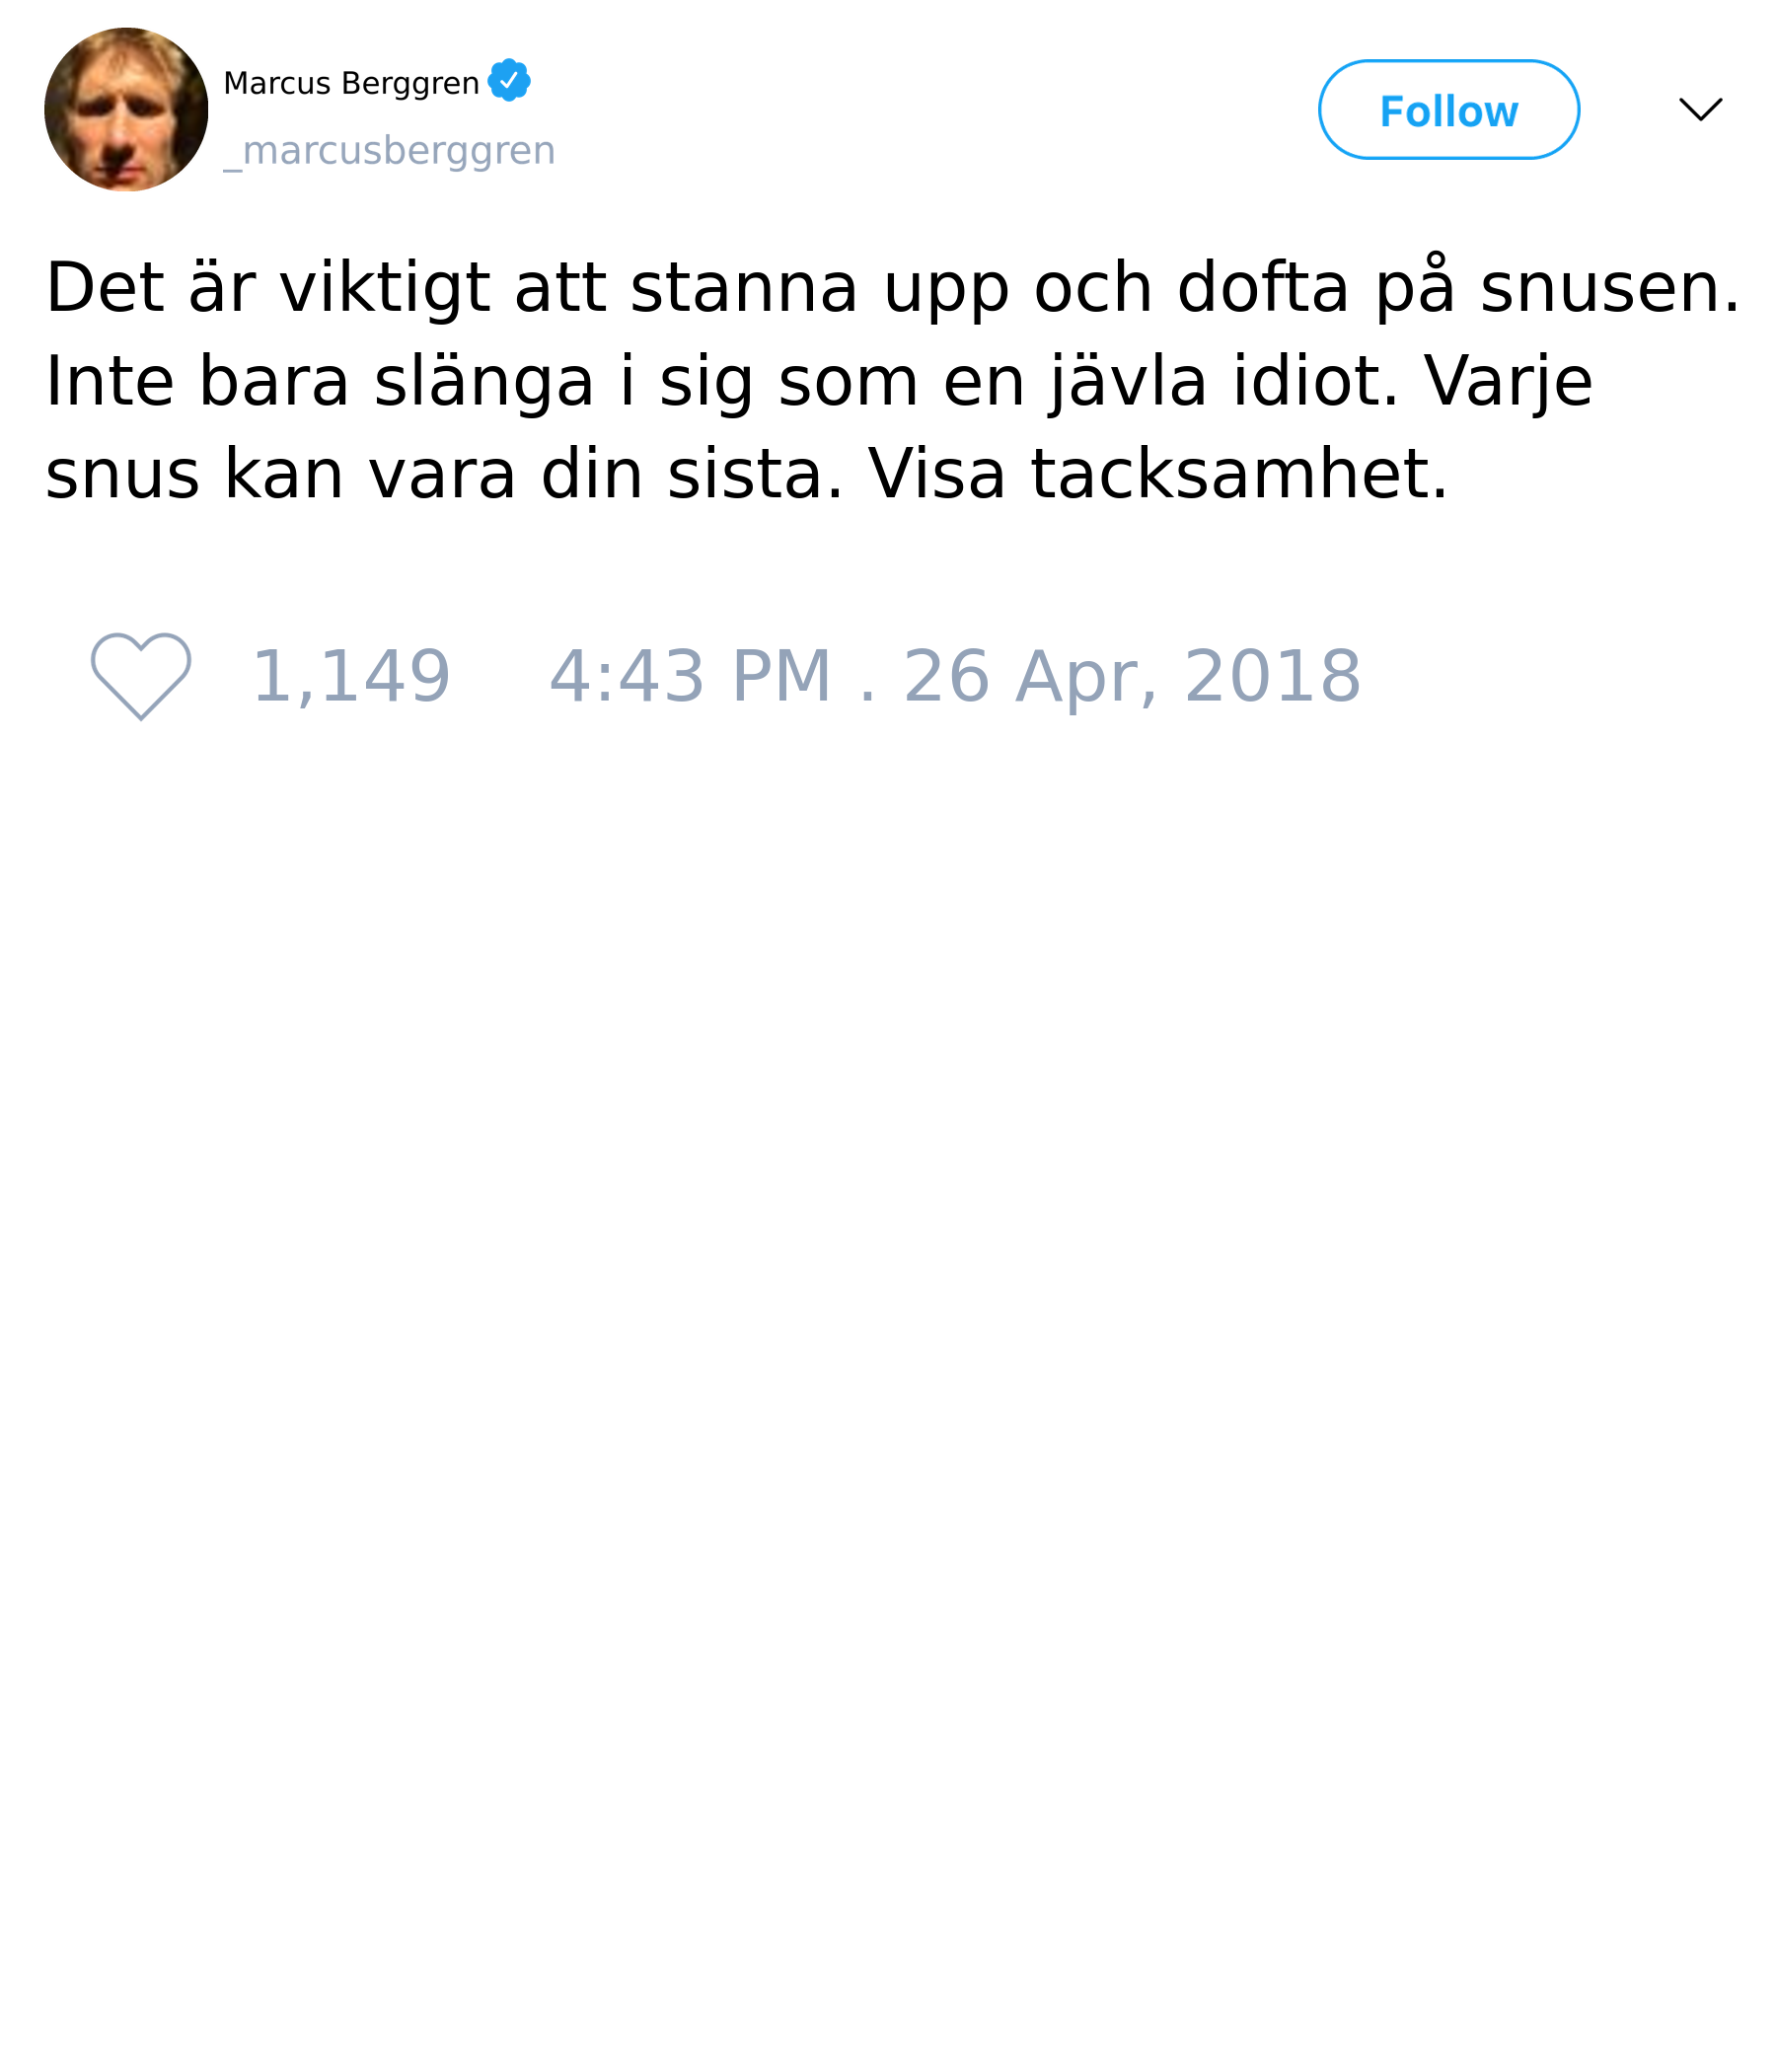 Marcus Berggren
_marcusberggren
Follow
Det är viktigt att stanna upp och dofta på snusen.
Inte bara slänga i sig som en jävla idiot. Varje
snus kan vara din sista. Visa tacksamhet.
1,149 4:43 PM . 26 Apr, 2018